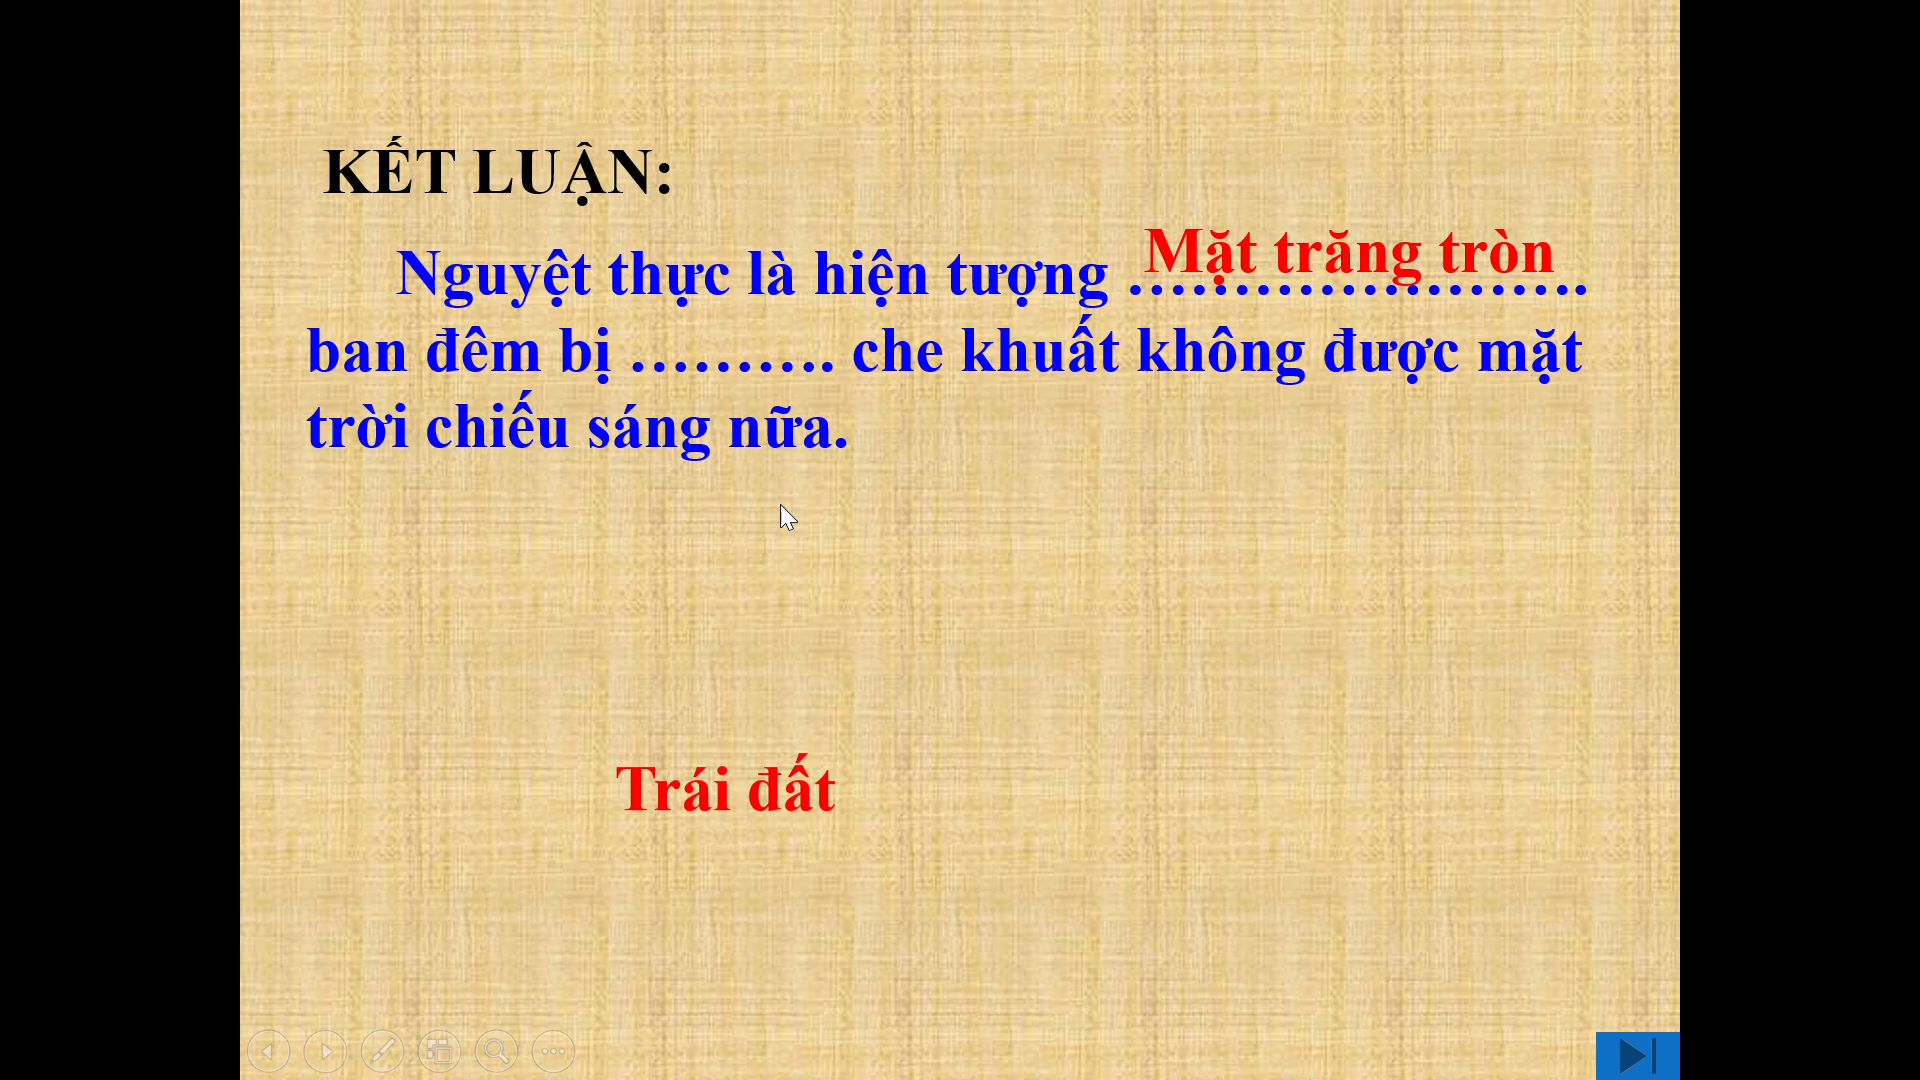 KẾT LUẬN:
Mặt trăng tròn
Nguyệt thực là hiện tượng …………………….
ban đêm bị ………. che khuất không được mặt
trời chiếu sáng nữa.
Trái đất